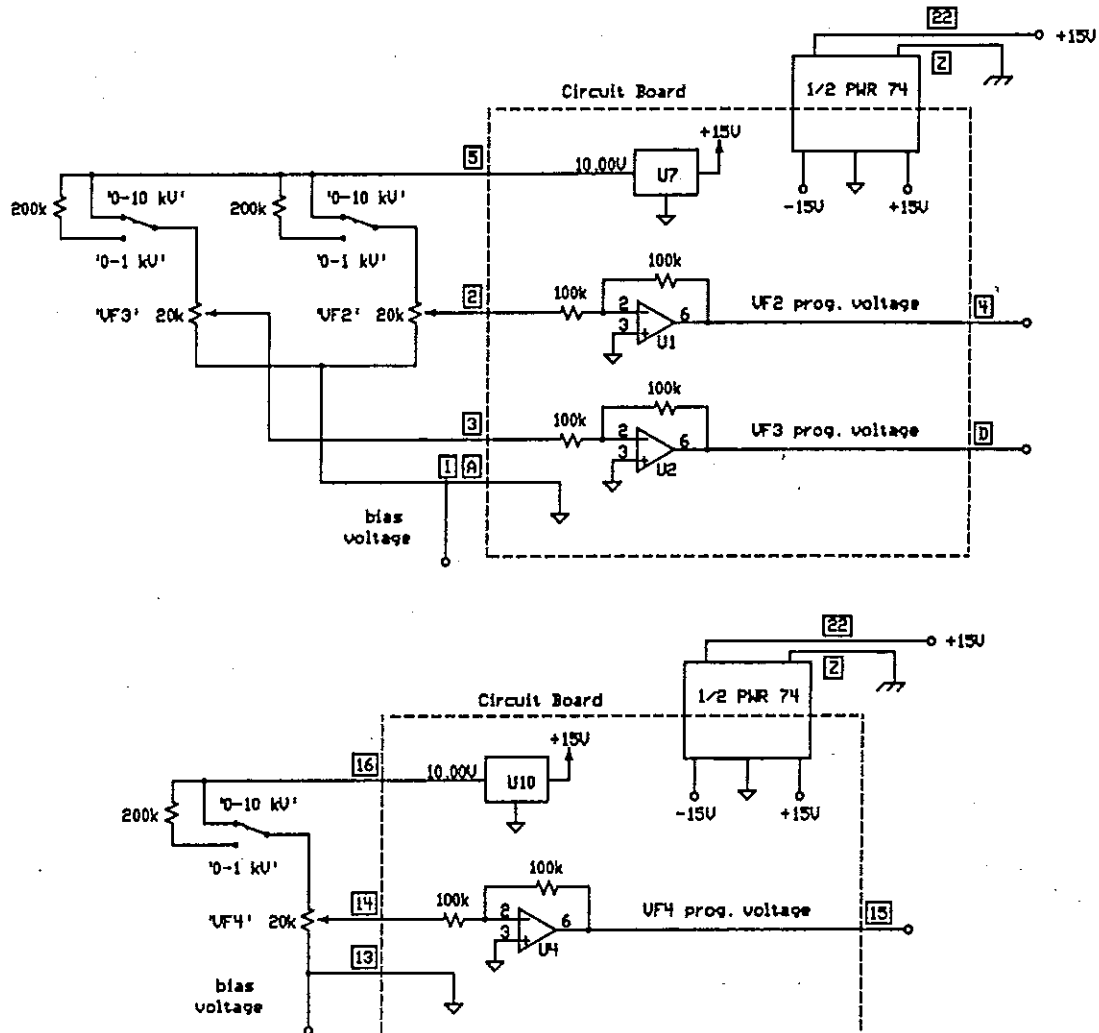 22
+15V
Z
1/2 PWR 74
Circuit Board
+15V
5
10.00V
U7
-15V
+15V
200k
'0-10 kV'
'0-1 kV'
200k
'0-10 kV'
'0-1 kV'
'VF3' 20k
'VF2' 20k
2
100k
100k
2
3
6
U1
VF2 prog. voltage
4
3
100k
100k
2
3
6
U2
VF3 prog. voltage
D
1 A
bias
voltage
22
+15V
Z
1/2 PWR 74
Circuit Board
+15V
16
10.00V
U10
-15V
+15V
200k
'0-10 kV'
'0-1 kV'
'VF4' 20k
14
100k
100k
2
3
6
U4
VF4 prog. voltage
15
13
bias
voltage